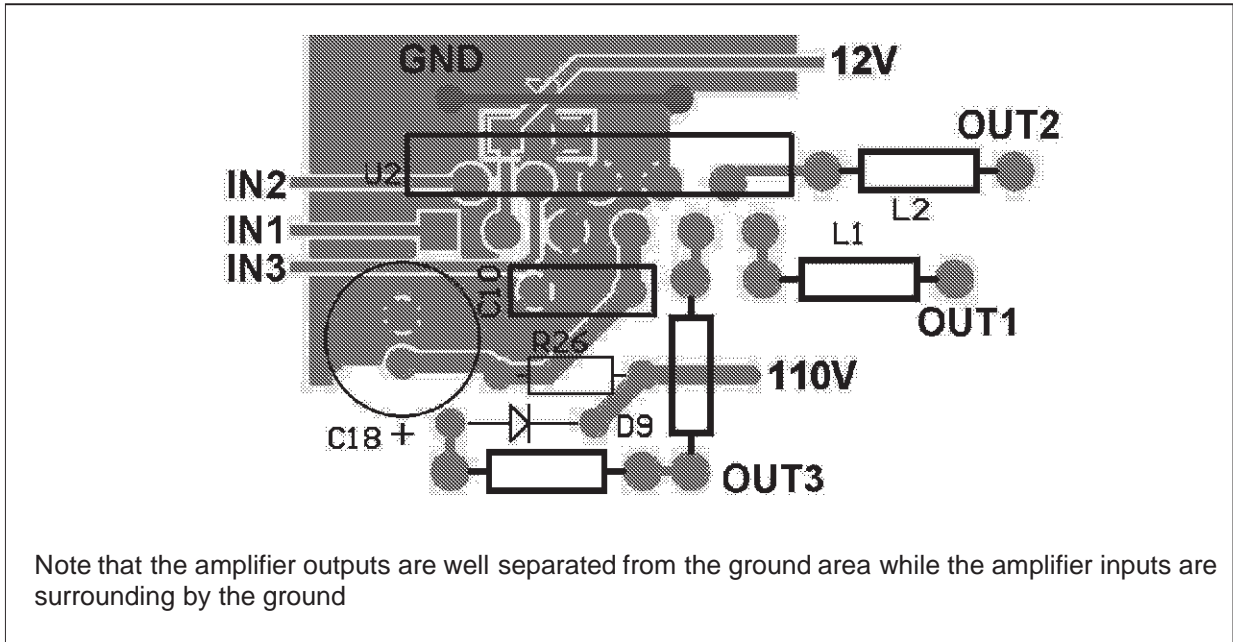 GND
12V
OUT2
U2
IN2
L2
IN1
L1
IN3
C10
OUT1
R26
110V
D9
C18 +
OUT3
Note that the amplifier outputs are well separated from the ground area while the amplifier inputs are
surrounding by the ground